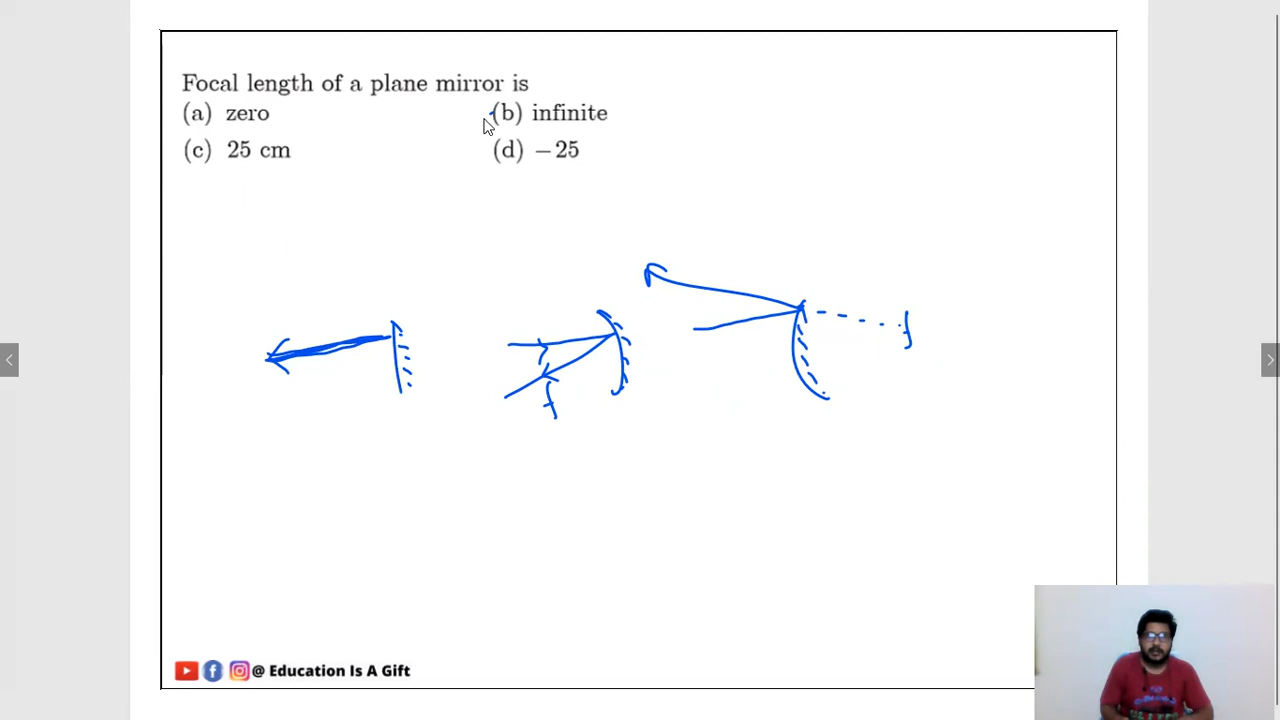 Focal length of a plane mirror is
(a) zero
(b) infinite
(c) 25 cm
(d) −25
f
f
@ Education Is A Gift